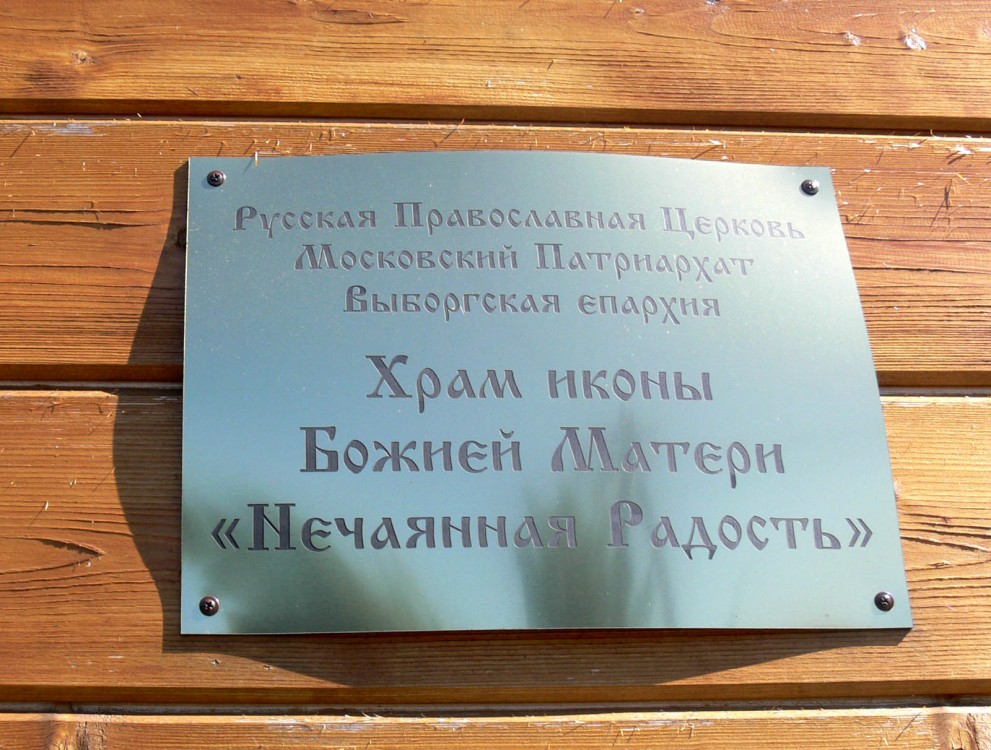 Русская Православная Церковь
Московский Патриархат
Выборгская епархия
Храм иконы
Божией Матери
«Нечаянная Радость»